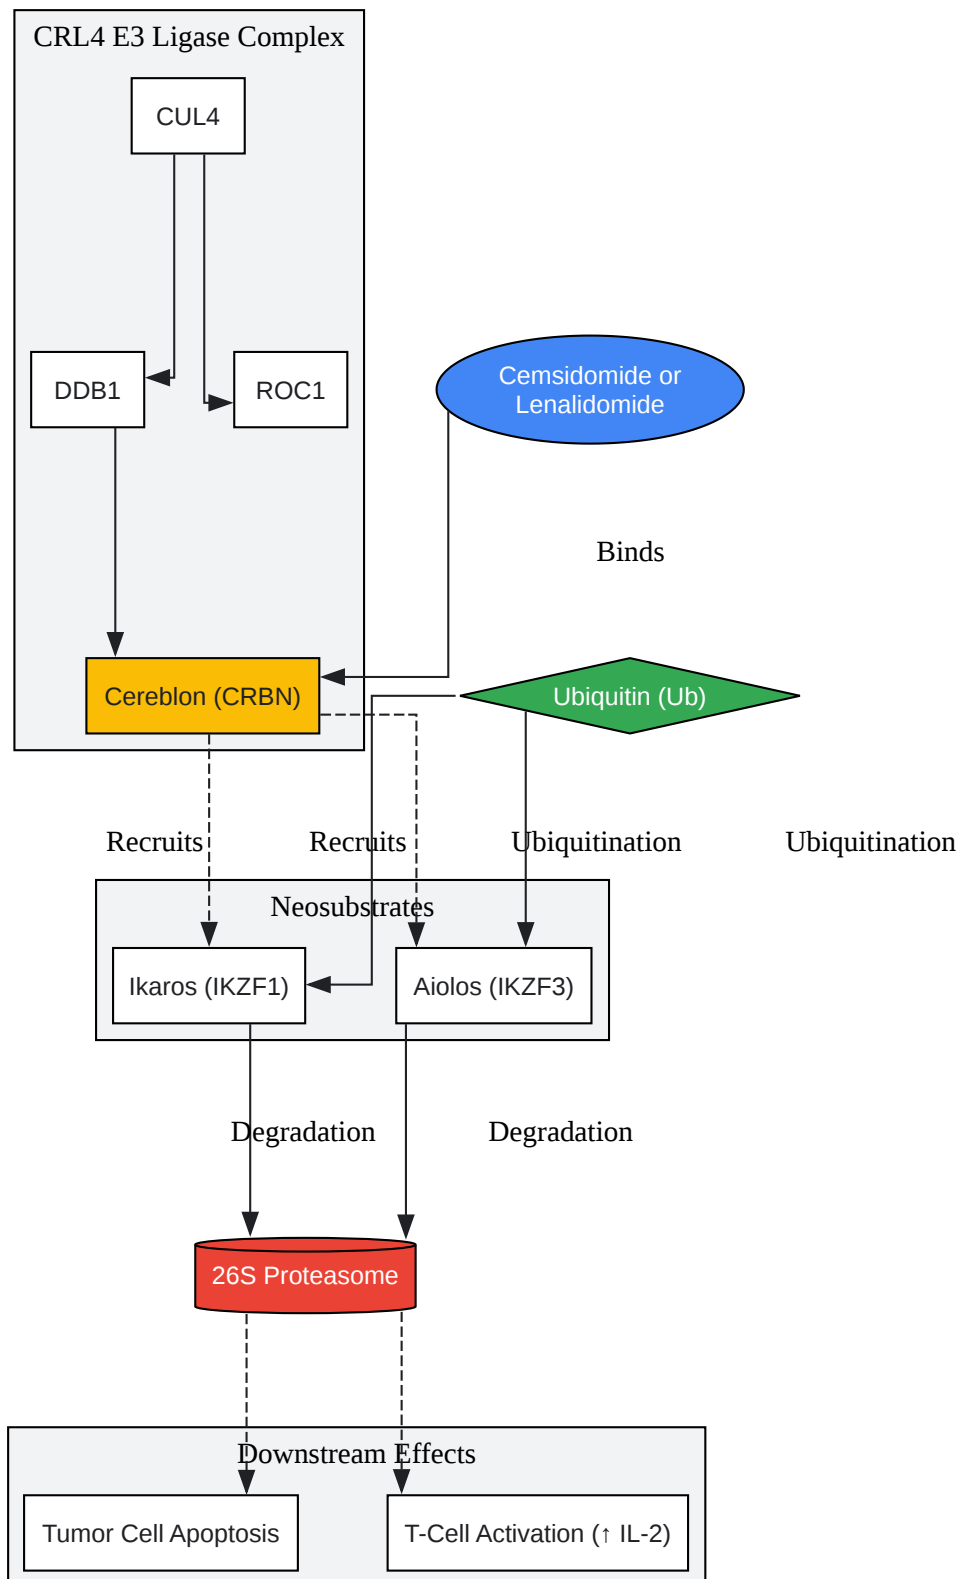 CRL4 E3 Ligase Complex
CUL4
DDB1
ROC1
Cemsidomide or
Lenalidomide
Binds
Cereblon (CRBN)
Ubiquitin (Ub)
Recruits
Recruits
Ubiquitination
Ubiquitination
Neosubstrates
Ikaros (IKZF1)
Aiolos (IKZF3)
Degradation
Degradation
26S Proteasome
Downstream Effects
Tumor Cell Apoptosis
T-Cell Activation (↑ IL-2)